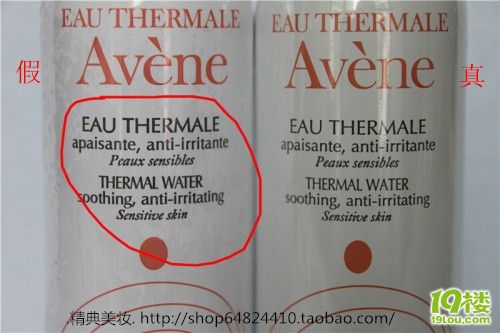 EAU THERMALE
Avène
假
EAU THERMALE
apaisante, anti-irritante
Peaux sensibles
THERMAL WATER
soothing, anti-irritating
Sensitive skin
EAU THERMALE
Avène
真
EAU THERMALE
apaisante, anti-irritante
Peaux sensibles
THERMAL WATER
soothing, anti-irritating
Sensitive skin
.精典美妆. http://shop64824410.taobao.com/
19楼
19lou.com